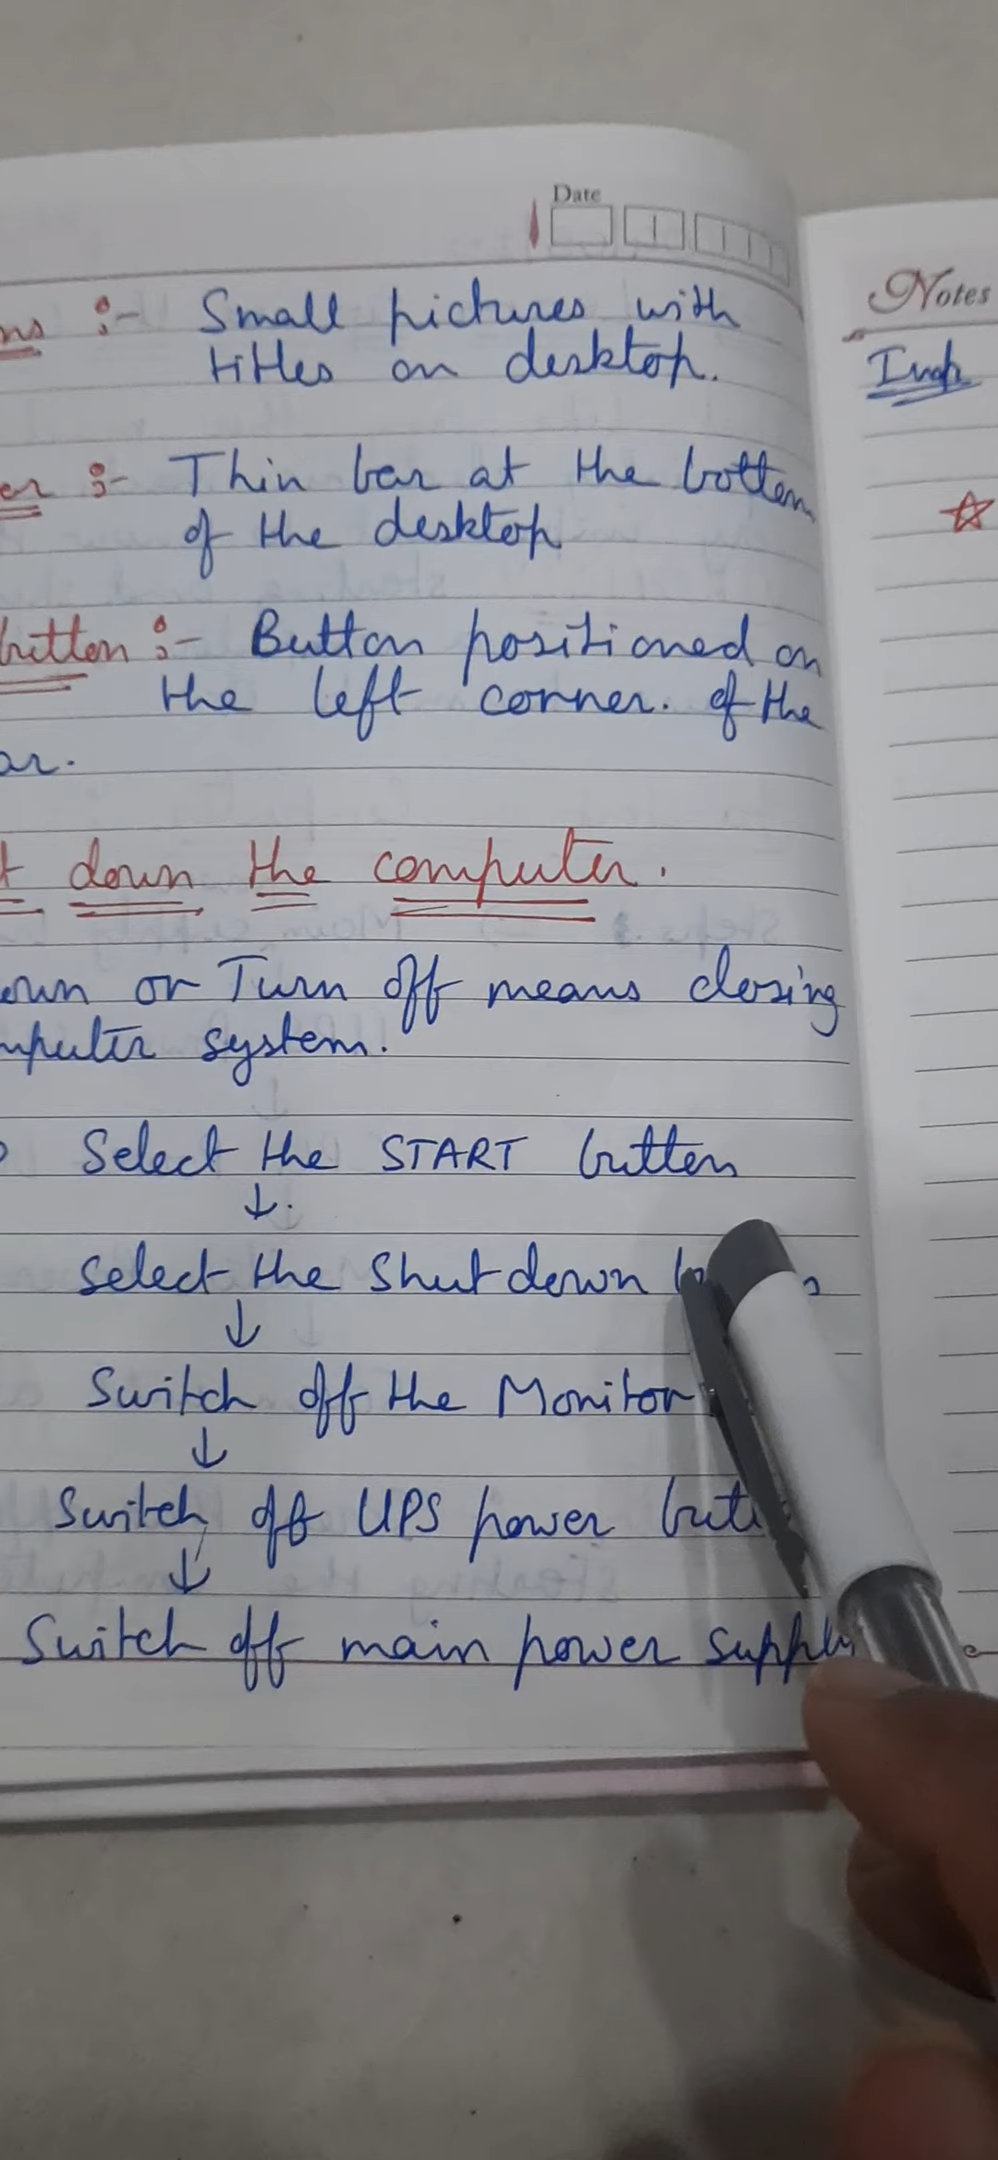 Date
Small pictures with
titles on desktop.
:- Thin bar at the bottom
of the desktop
button :- Button positioned on
the left corner. of the
down the computer.
or Turn off means closing
system.
Select the START button
↓.
Select the Shut down
↓
Switch off the Monitor
↓
Switch off UPS power
↓
Switch off main power supply
Notes